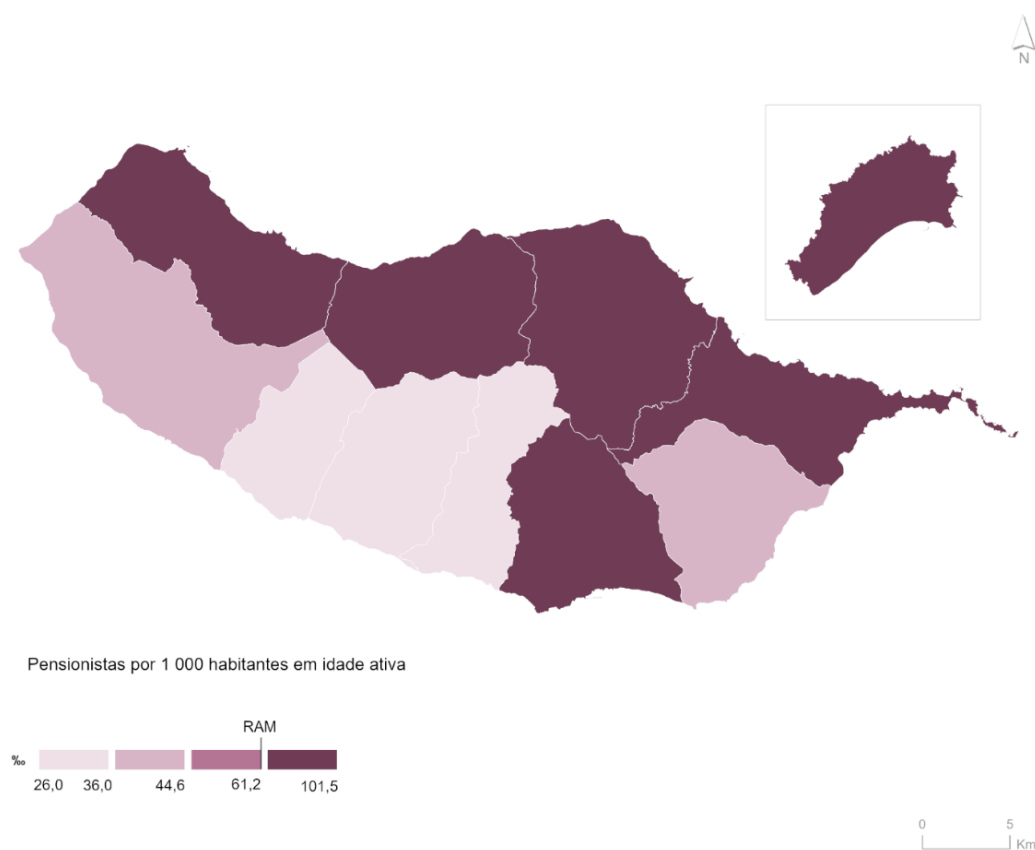 N
Pensionistas por 1 000 habitantes em idade ativa
RAM
‰
26,0 36,0 44,6 61,2 101,5
0 5
Km